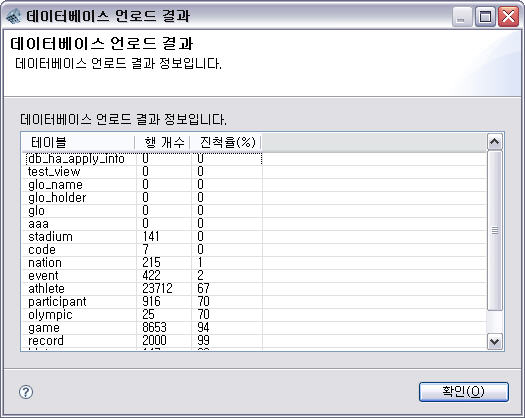 데이터베이스 언로드 결과
데이터베이스 언로드 결과
데이터베이스 언로드 결과 정보입니다.
데이터베이스 언로드 결과 정보입니다.
테이블 행 개수 진척율(%)
db_ha_apply_info 0 0
test_view 0 0
glo_name 0 0
glo_holder 0 0
glo 0 0
aaa 0 0
stadium 141 0
code 7 0
nation 215 1
event 422 2
athlete 23712 67
participant 916 70
olympic 25 70
game 8653 94
record 2000 99
확인(O)